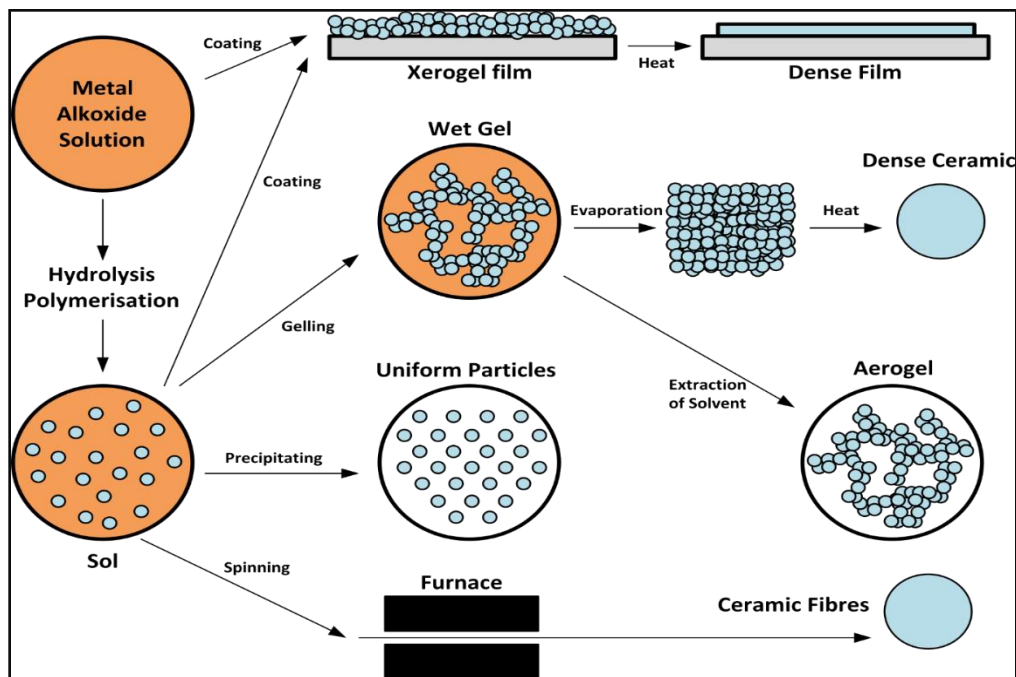 Coating
Xerogel film
Heat
Dense Film
Metal
Alkoxide
Solution
Wet Gel
Dense Ceramic
Coating
Evaporation
Heat
Hydrolysis
Polymerisation
Gelling
Uniform Particles
Extraction
of Solvent
Aerogel
Precipitating
Sol
Spinning
Furnace
Ceramic Fibres